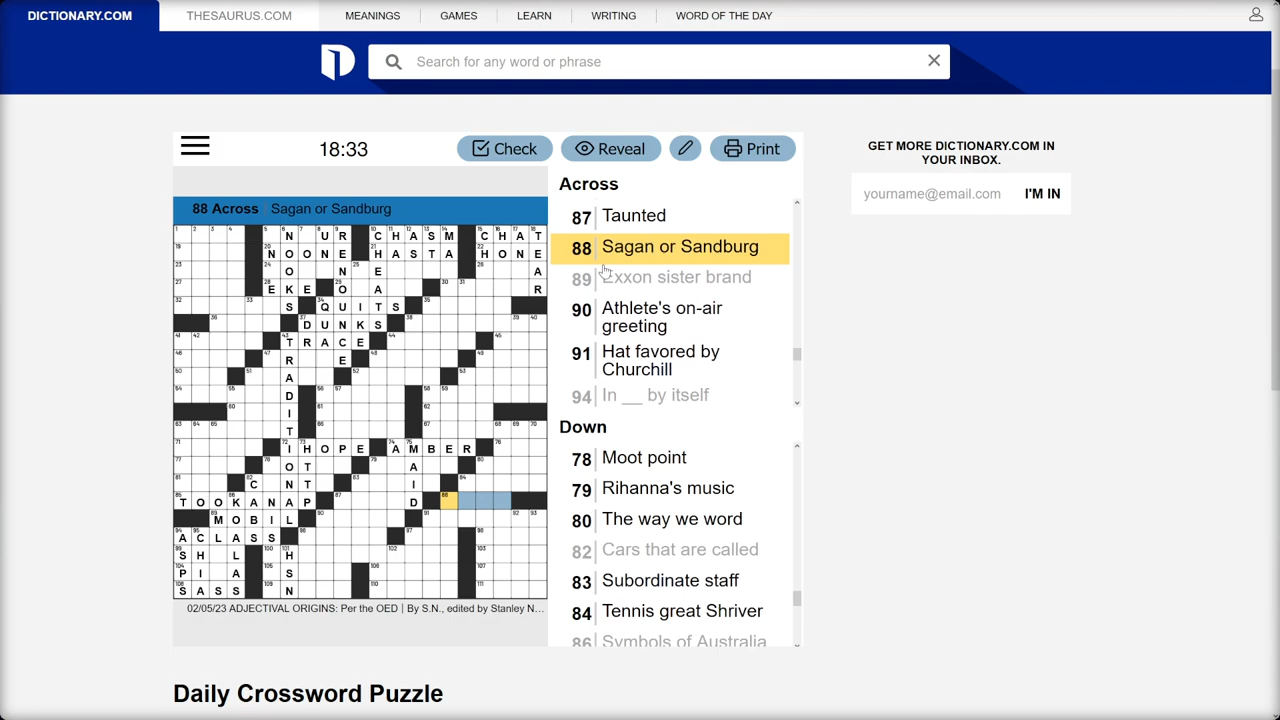 DICTIONARY.COM
THESAURUS.COM
MEANINGS
GAMES
LEARN
WRITING
WORD OF THE DAY
Search for any word or phrase
18:33
Check
Reveal
Print
88 Across Sagan or Sandburg
Across
87 Taunted
88 Sagan or Sandburg
89 Exxon sister brand
90 Athlete's on-air
greeting
91 Hat favored by
Churchill
94 In __ by itself
Down
78 Moot point
79 Rihanna's music
80 The way we word
82 Cars that are called
83 Subordinate staff
84 Tennis great Shriver
86 Symbols of Australia
U R
C H A S M
C H A T
N O O N E
H A S T A
H O N E
E K E
Q U I T S
D U N K S
T R A C E
H O P E
A M B E R
T O O K A N A P
M O B I L
A C L A S S
S A S S
02/05/23 ADJECTIVAL ORIGINS: Per the OED | By S.N., edited by Stanley N...
GET MORE DICTIONARY.COM IN
YOUR INBOX.
yourname@email.com
I'M IN
Daily Crossword Puzzle